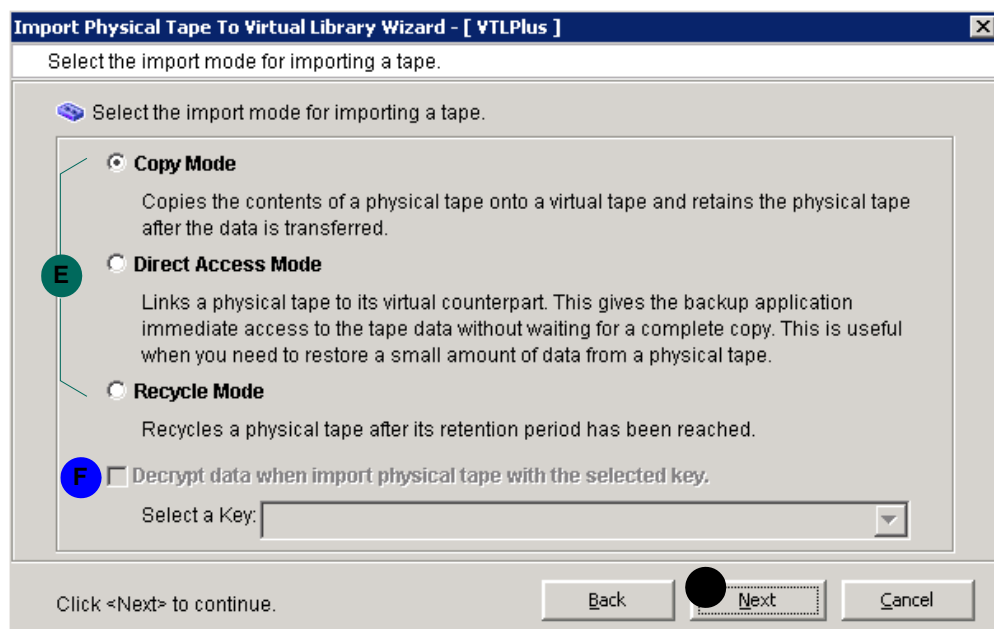 Import Physical Tape To Virtual Library Wizard - [ VTLPlus ]
Select the import mode for importing a tape.
Select the import mode for importing a tape.
Copy Mode
Copies the contents of a physical tape onto a virtual tape and retains the physical tape
after the data is transferred.
E
Direct Access Mode
Links a physical tape to its virtual counterpart. This gives the backup application
immediate access to the tape data without waiting for a complete copy. This is useful
when you need to restore a small amount of data from a physical tape.
Recycle Mode
Recycles a physical tape after its retention period has been reached.
F
Decrypt data when import physical tape with the selected key.
Select a Key:
Click <Next> to continue.
Back
Next
Cancel